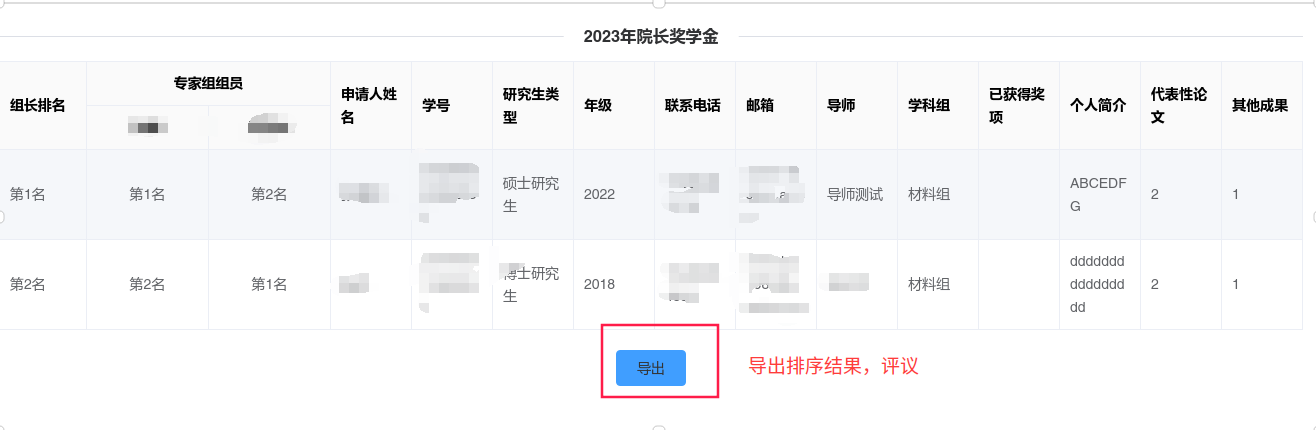 2023年院长奖学金
组长排名
专家组组员
申请人姓
名
学号
研究生类
型
年级
联系电话
邮箱
导师
学科组
已获得奖
项
个人简介
代表性论
文
其他成果
第1名
第1名
第2名
硕士研究
生
2022
导师测试
材料组
ABCEDF
G
2
1
第2名
第2名
第1名
博士研究
生
2018
材料组
ddddddd
ddddddd
dd
2
1
导出
导出排序结果，评议